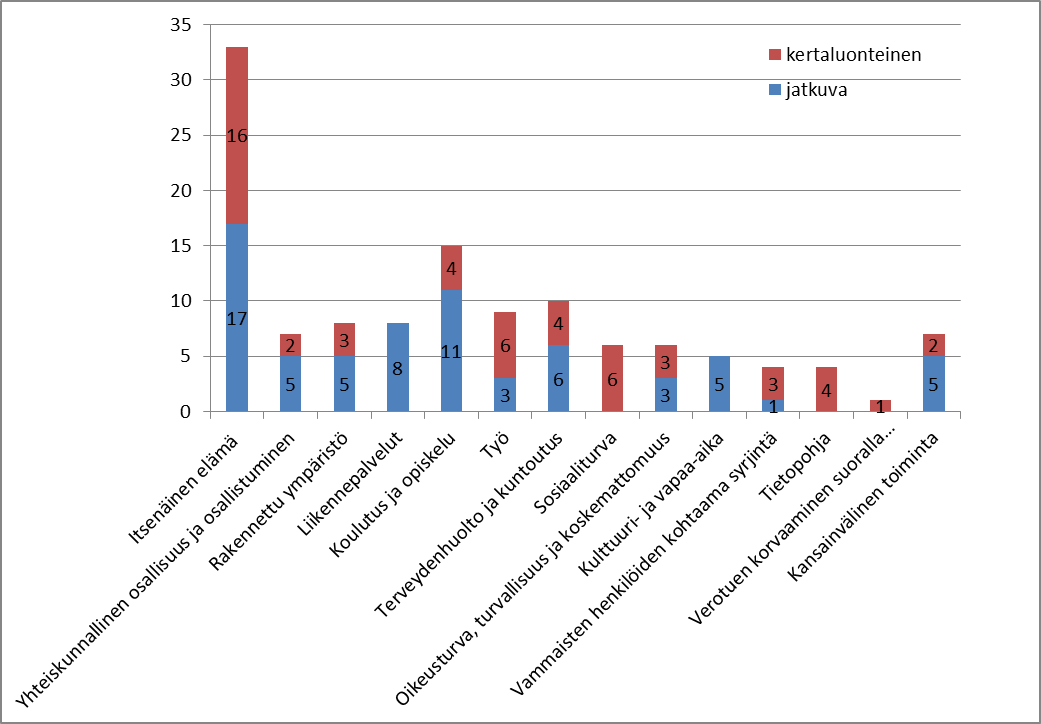 35
30
25
20
15
10
5
0
kertaluonteinen
jatkuva
16
17
2
5
3
5
8
4
11
6
3
4
6
6
3
3
5
3
1
4
1
2
5
Itsenäinen elämä
Yhteiskunnallinen osallisuus ja osallistuminen
Rakennettu ympäristö
Liikennepalvelut
Koulutus ja opiskelu
Työ
Terveydenhuolto ja kuntoutus
Sosiaaliturva
Oikeusturva, turvallisuus ja koskemattomuus
Kulttuuri- ja vapaa-aika
Vammaisten henkilöiden kohtaama syrjintä
Tietopohja
Verotuen korvaaminen suoralla...
Kansainvälinen toiminta